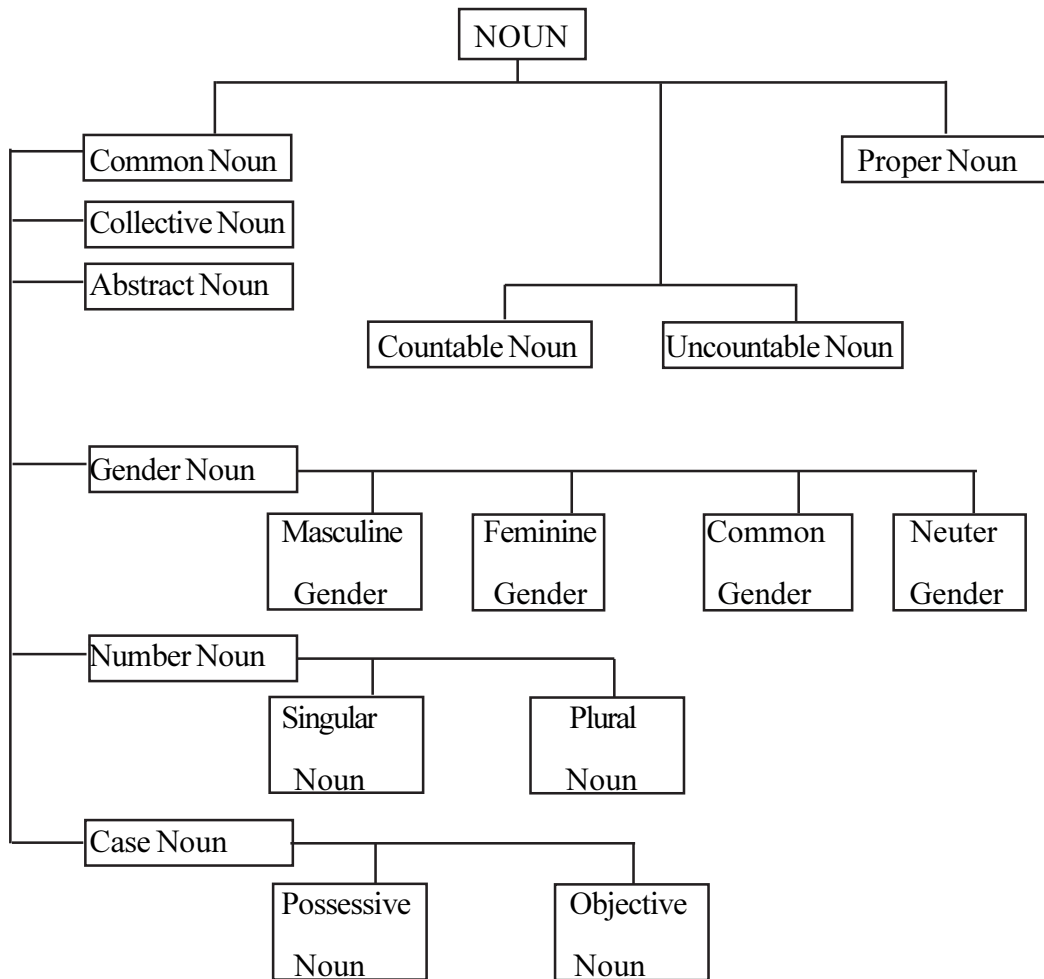 NOUN
Common Noun
Proper Noun
Collective Noun
Abstract Noun
Countable Noun
Uncountable Noun
Gender Noun
Masculine
Gender
Feminine
Gender
Common
Gender
Neuter
Gender
Number Noun
Singular
Noun
Plural
Noun
Case Noun
Possessive
Noun
Objective
Noun